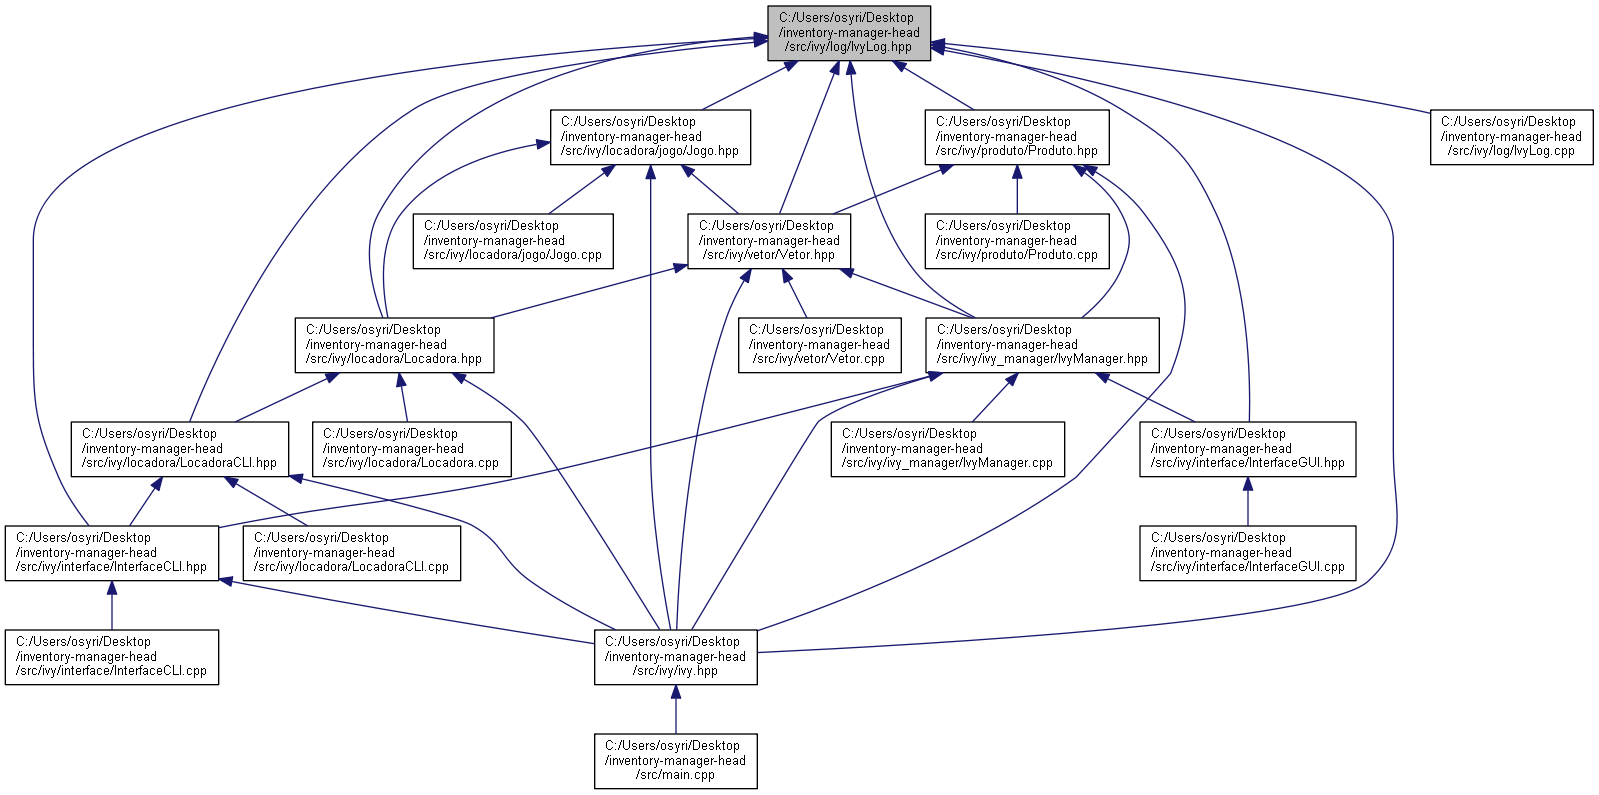 C:/Users/osyri/Desktop
/inventory-manager-head
/src/ivy/log/IvyLog.hpp
C:/Users/osyri/Desktop
/inventory-manager-head
/src/ivy/locadora/jogo/Jogo.hpp
C:/Users/osyri/Desktop
/inventory-manager-head
/src/ivy/produto/Produto.hpp
C:/Users/osyri/Desktop
/inventory-manager-head
/src/ivy/log/IvyLog.cpp
C:/Users/osyri/Desktop
/inventory-manager-head
/src/ivy/locadora/jogo/Jogo.cpp
C:/Users/osyri/Desktop
/inventory-manager-head
/src/ivy/vetor/Vetor.hpp
C:/Users/osyri/Desktop
/inventory-manager-head
/src/ivy/produto/Produto.cpp
C:/Users/osyri/Desktop
/inventory-manager-head
/src/ivy/locadora/Locadora.hpp
C:/Users/osyri/Desktop
/inventory-manager-head
/src/ivy/vetor/Vetor.cpp
C:/Users/osyri/Desktop
/inventory-manager-head
/src/ivy/ivy_manager/IvyManager.hpp
C:/Users/osyri/Desktop
/inventory-manager-head
/src/ivy/locadora/LocadoraCLI.hpp
C:/Users/osyri/Desktop
/inventory-manager-head
/src/ivy/locadora/Locadora.cpp
C:/Users/osyri/Desktop
/inventory-manager-head
/src/ivy/ivy_manager/IvyManager.cpp
C:/Users/osyri/Desktop
/inventory-manager-head
/src/ivy/interface/InterfaceGUI.hpp
C:/Users/osyri/Desktop
/inventory-manager-head
/src/ivy/interface/InterfaceCLI.hpp
C:/Users/osyri/Desktop
/inventory-manager-head
/src/ivy/locadora/LocadoraCLI.cpp
C:/Users/osyri/Desktop
/inventory-manager-head
/src/ivy/interface/InterfaceGUI.cpp
C:/Users/osyri/Desktop
/inventory-manager-head
/src/ivy/interface/InterfaceCLI.cpp
C:/Users/osyri/Desktop
/inventory-manager-head
/src/ivy/ivy.hpp
C:/Users/osyri/Desktop
/inventory-manager-head
/src/main.cpp